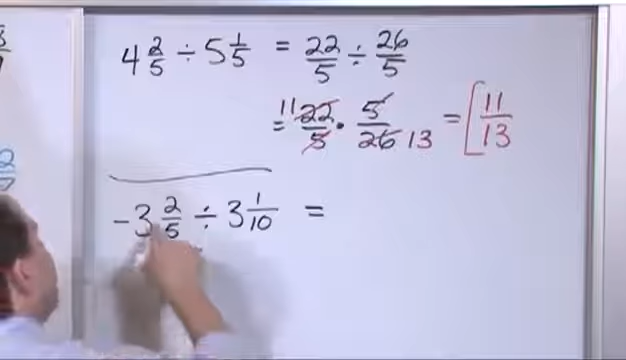 4 2/5 ÷ 5 1/5 = 22/5 ÷ 26/5
= 11 22/5 · 5/26 13 = [11/13
-3 2/5 ÷ 3 1/10 =
2